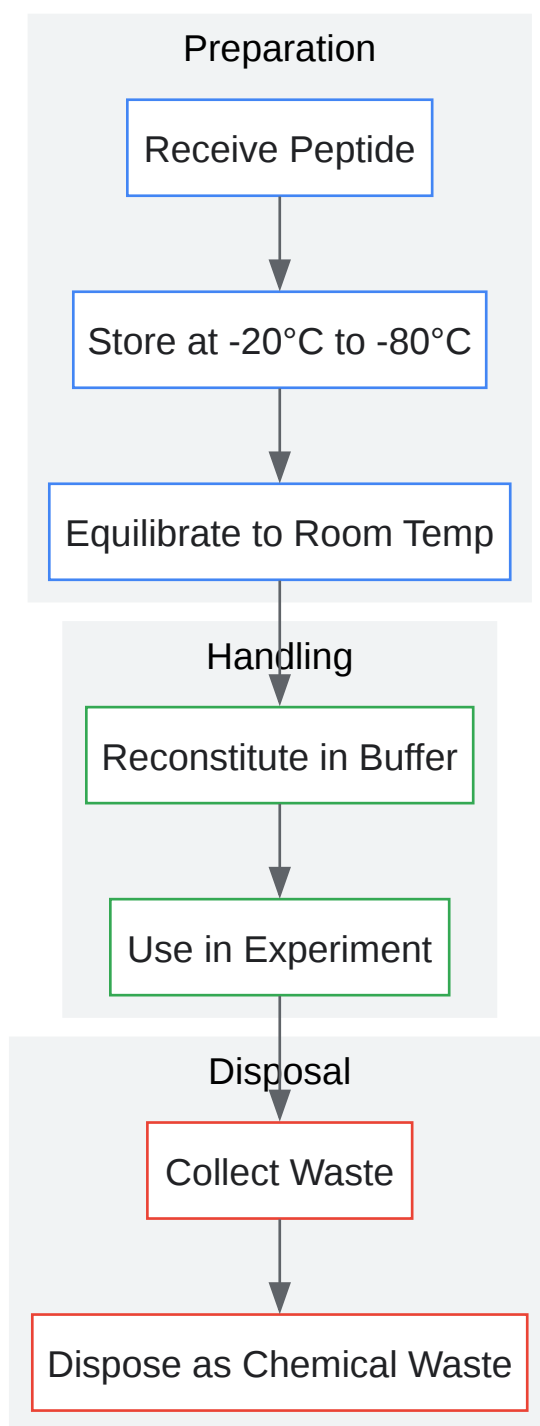 Preparation
Receive Peptide
Store at -20°C to -80°C
Equilibrate to Room Temp
Handling
Reconstitute in Buffer
Use in Experiment
Disposal
Collect Waste
Dispose as Chemical Waste